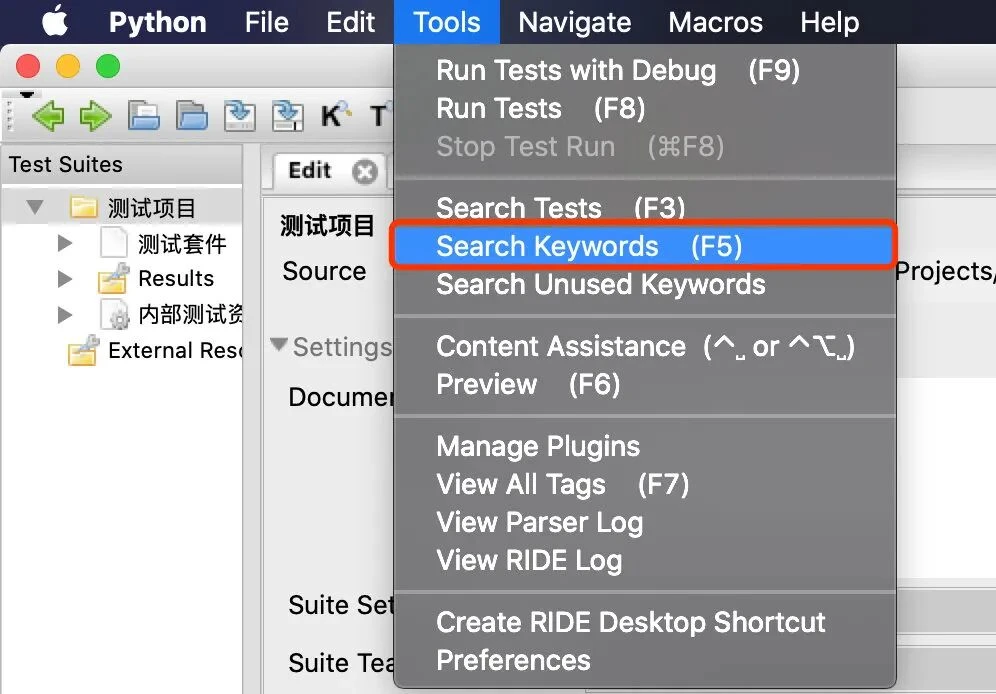 Python File Edit Tools Navigate Macros Help
Run Tests with Debug (F9)
Run Tests (F8)
Stop Test Run (⌘F8)
K T
Test Suites
Edit
Search Tests (F3)
测试项目
测试项目
Search Keywords (F5)
测试套件
Source
Projects/
Results
Search Unused Keywords
内部测试资
Settings
Content Assistance (^⎵ or ^⌥⎵)
External Res
Preview (F6)
Documen
Manage Plugins
View All Tags (F7)
View Parser Log
View RIDE Log
Suite Set
Create RIDE Desktop Shortcut
Suite Tea
Preferences